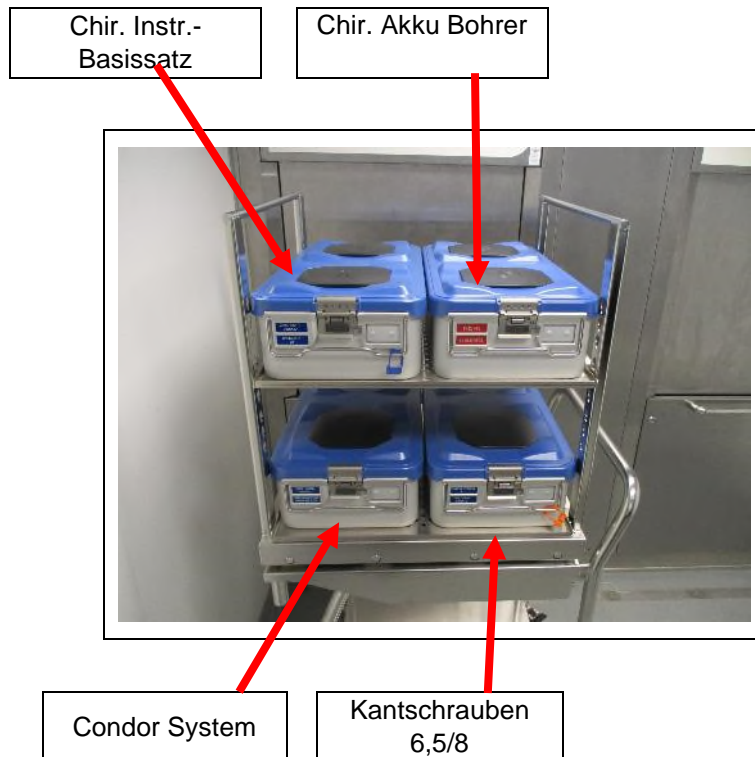 Chir. Instr.-
Basissatz
Chir. Akku Bohrer
Condor System
Kantschrauben
6,5/8